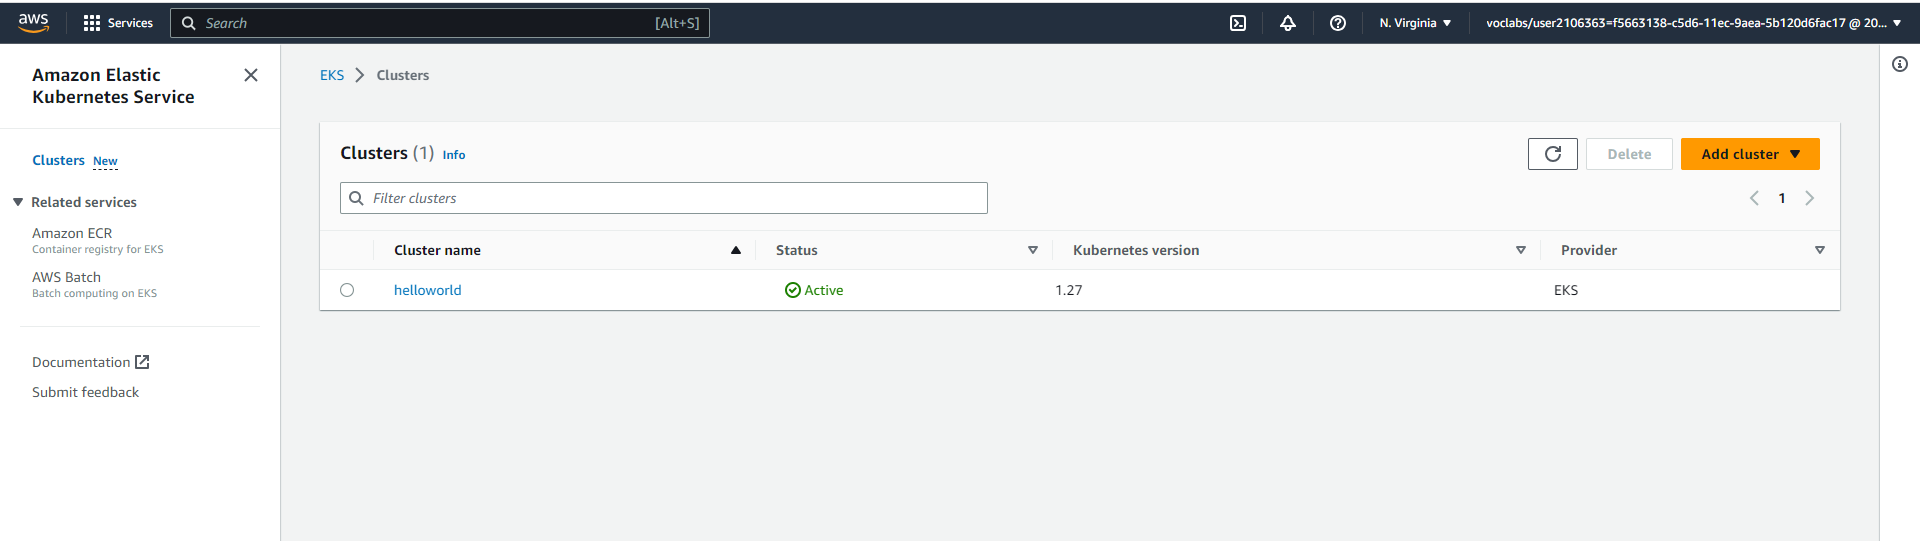 aws Services Search [Alt+S] N. Virginia voclabs/user2106363=f5663138-c5d6-11ec-9aea-5b120d6fac17 @ 20...
Amazon Elastic
Kubernetes Service
Clusters New
Related services
Amazon ECR
Container registry for EKS
AWS Batch
Batch computing on EKS
Documentation
Submit feedback
EKS Clusters
Clusters (1) Info Delete Add cluster
Filter clusters 1
Cluster name Status Kubernetes version Provider
helloworld Active 1.27 EKS